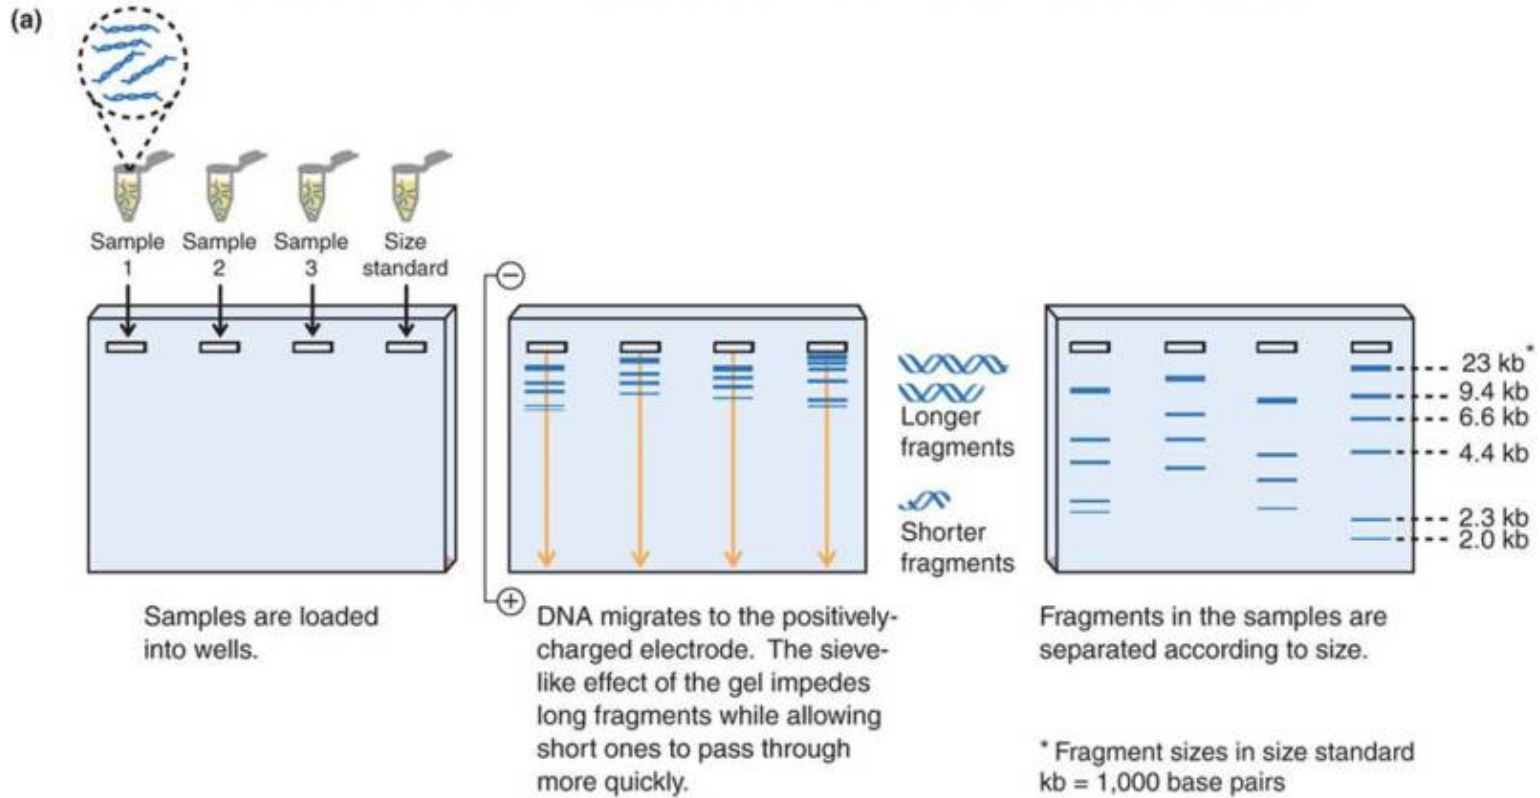 (a)
Sample 1
Sample 2
Sample 3
Size standard
−
+
Longer
fragments
Shorter
fragments
23 kb*
9.4 kb
6.6 kb
4.4 kb
2.3 kb
2.0 kb
Samples are loaded
into wells.
DNA migrates to the positively-
charged electrode. The sieve-
like effect of the gel impedes
long fragments while allowing
short ones to pass through
more quickly.
Fragments in the samples are
separated according to size.
* Fragment sizes in size standard
kb = 1,000 base pairs